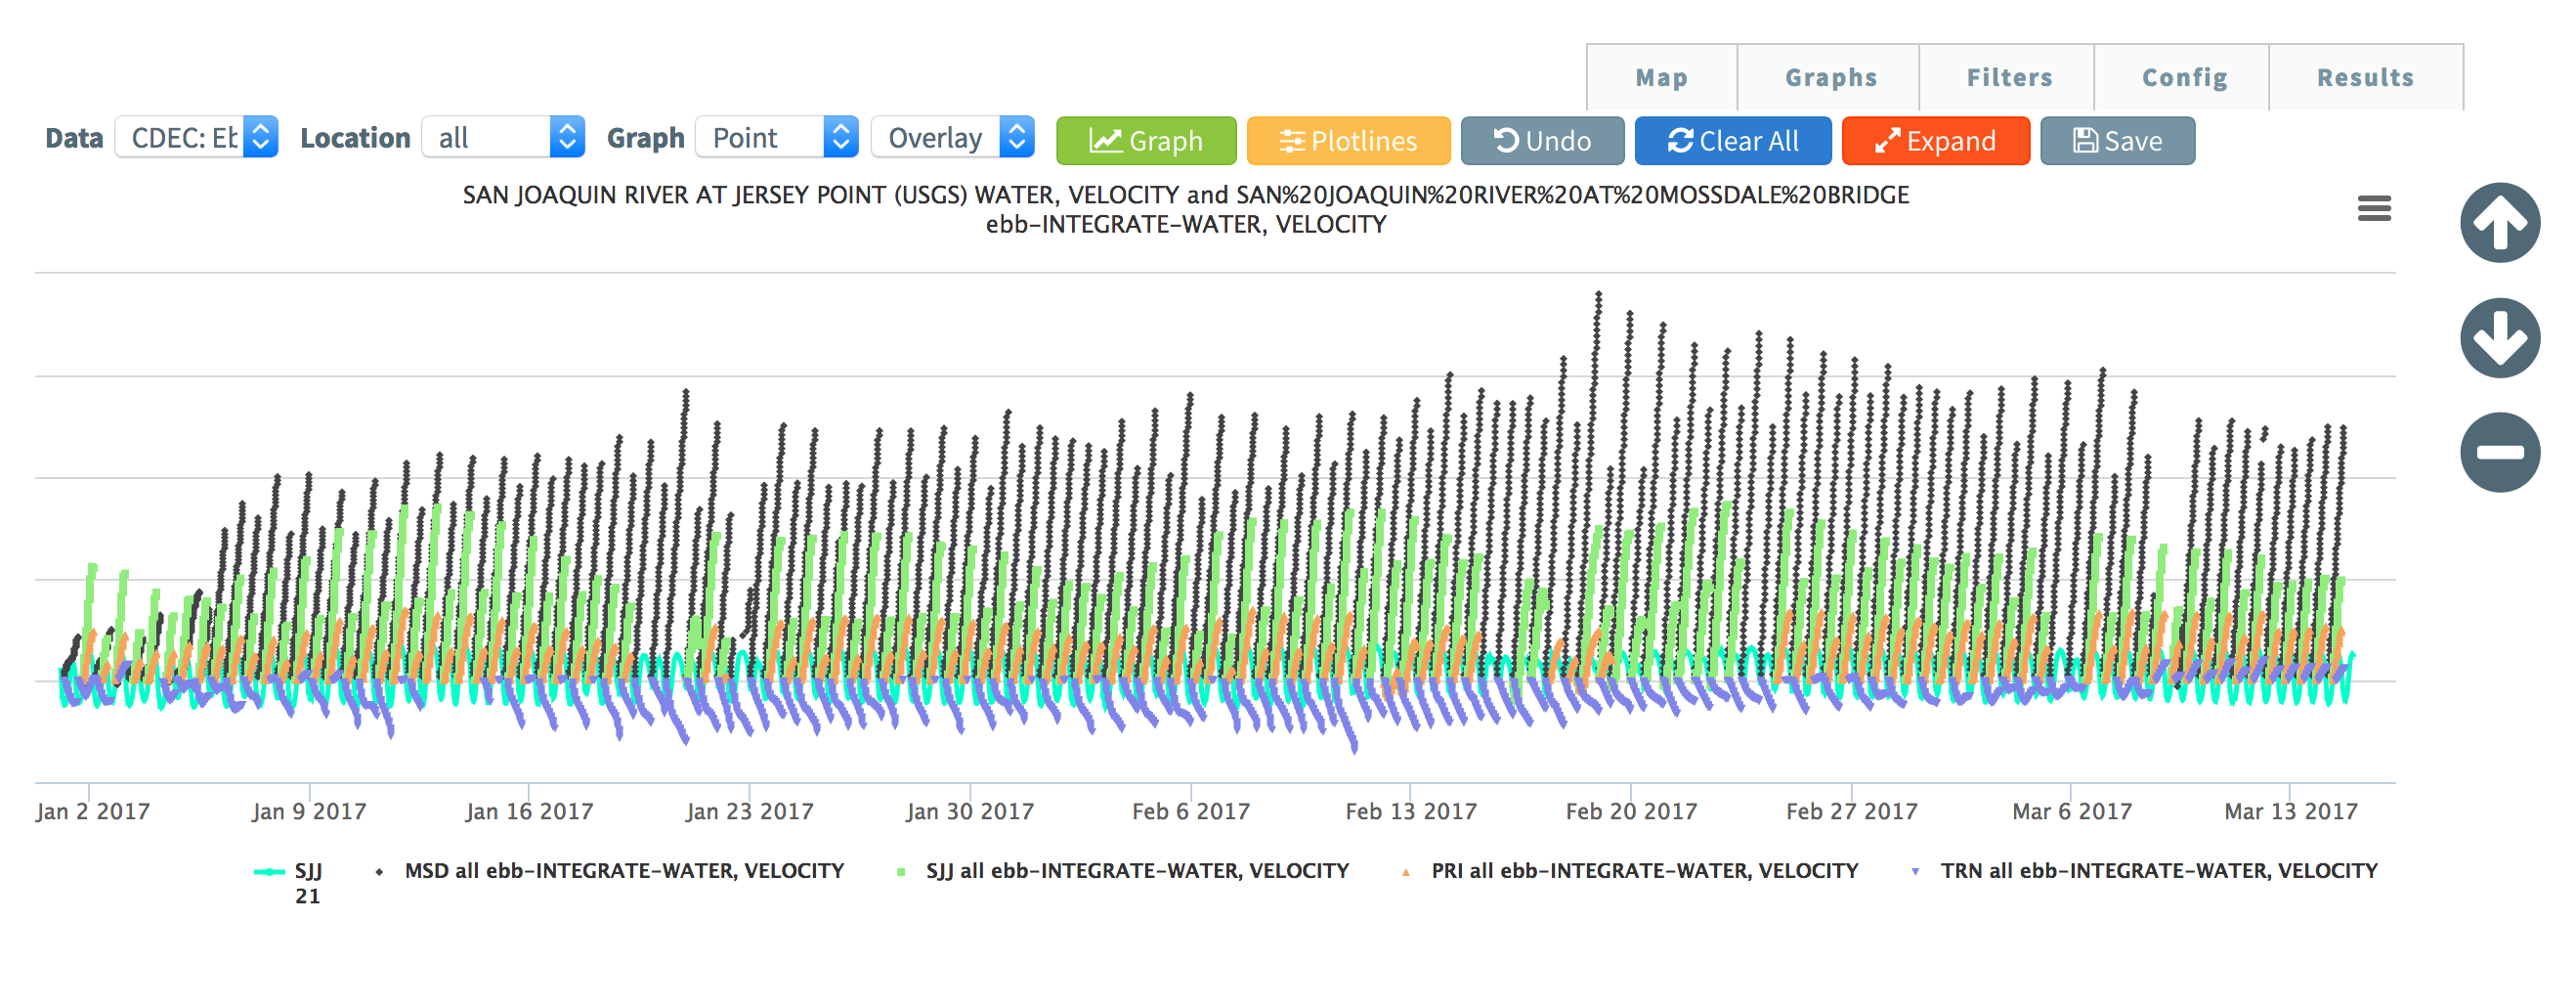 Map Graphs Filters Config Results
Data CDEC: Eb Location all Graph Point Overlay Graph Plotlines Undo Clear All Expand Save
SAN JOAQUIN RIVER AT JERSEY POINT (USGS) WATER, VELOCITY and SAN%20JOAQUIN%20RIVER%20AT%20MOSSDALE%20BRIDGE
ebb-INTEGRATE-WATER, VELOCITY
Jan 2 2017 Jan 9 2017 Jan 16 2017 Jan 23 2017 Jan 30 2017 Feb 6 2017 Feb 13 2017 Feb 20 2017 Feb 27 2017 Mar 6 2017 Mar 13 2017
SJJ MSD all ebb-INTEGRATE-WATER, VELOCITY SJJ all ebb-INTEGRATE-WATER, VELOCITY PRI all ebb-INTEGRATE-WATER, VELOCITY TRN all ebb-INTEGRATE-WATER, VELOCITY
21